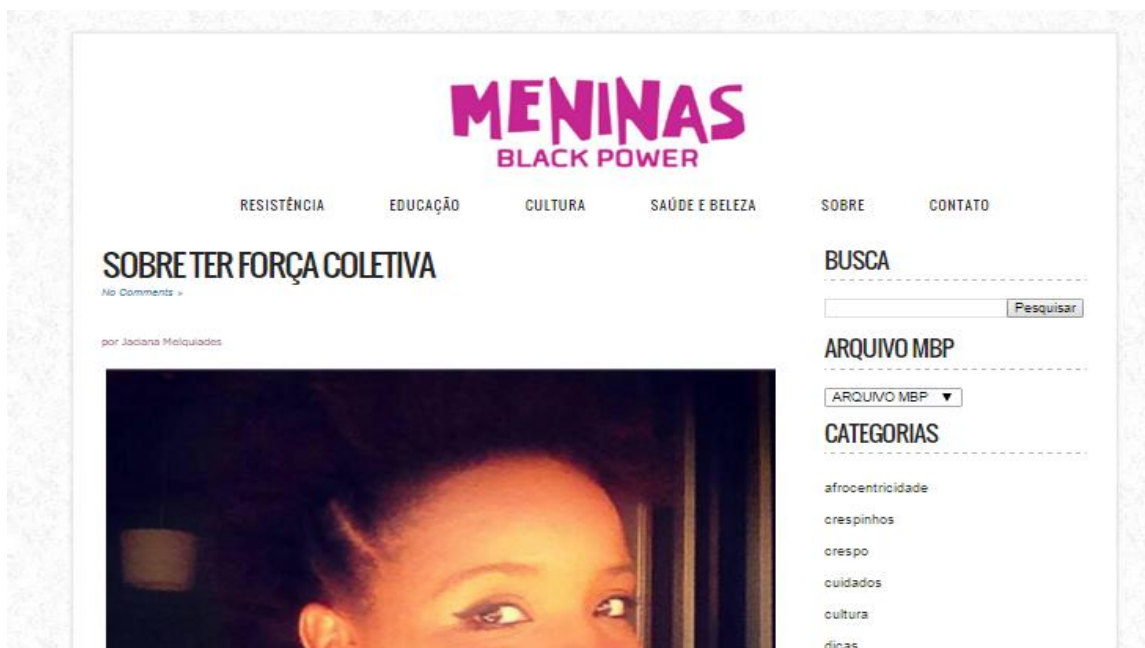 MENINAS
BLACK POWER
RESISTÊNCIA EDUCAÇÃO CULTURA SAÚDE E BELEZA SOBRE CONTATO
SOBRE TER FORÇA COLETIVA
No Comments »
por Jaciana Melquiades
BUSCA
Pesquisar
ARQUIVO MBP
ARQUIVO MBP ▼
CATEGORIAS
afrocentricidade
crespinhos
crespo
cuidados
cultura
dicas